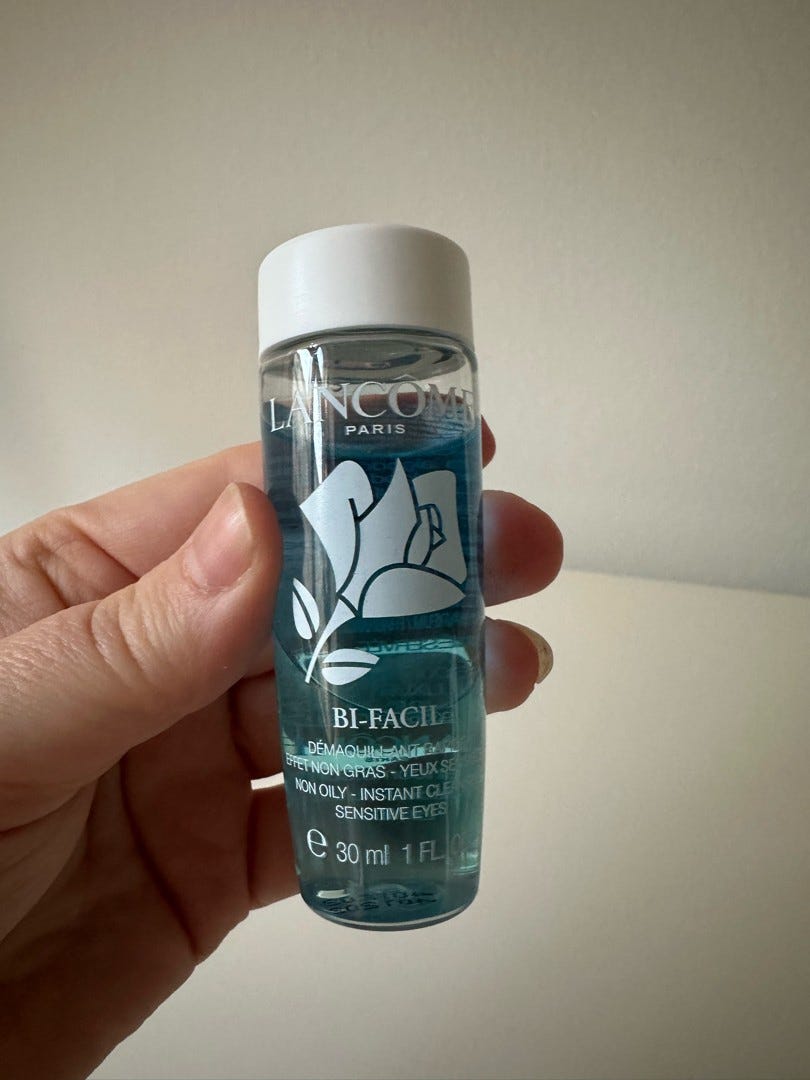 LANCÔME
PARIS
BI-FACIL
DÉMAQUILLANT
EFFET NON GRAS - YEUX
NON OILY - INSTANT
SENSITIVE EYES
e 30 ml 1 FL.